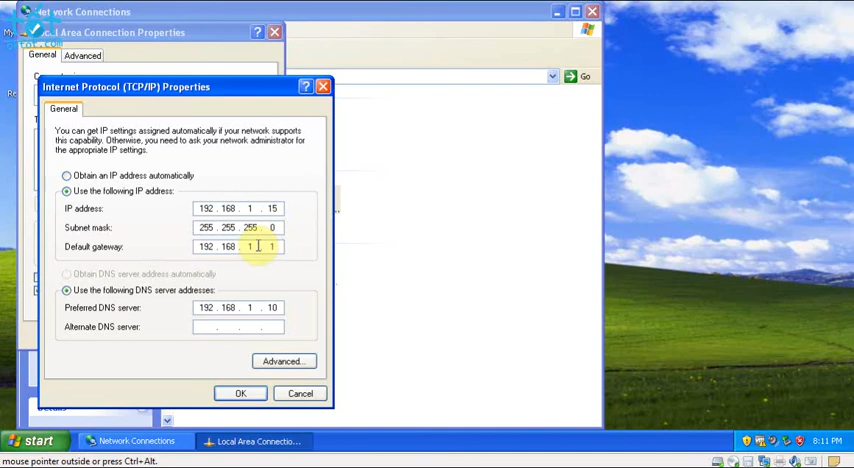 Network Connections
Local Area Connection Properties
General Advanced
Internet Protocol (TCP/IP) Properties
General
You can get IP settings assigned automatically if your network supports
this capability. Otherwise, you need to ask your network administrator for
the appropriate IP settings.
Obtain an IP address automatically
Use the following IP address:
IP address: 192 . 168 . 1 . 15
Subnet mask: 255 . 255 . 255 . 0
Default gateway: 192 . 168 . 1 . 1
Obtain DNS server address automatically
Use the following DNS server addresses:
Preferred DNS server: 192 . 168 . 1 . 10
Alternate DNS server: . . .
Advanced...
OK Cancel
Go
start Network Connections Local Area Connectio... 8:11 PM
mouse pointer outside or press Ctrl+Alt.